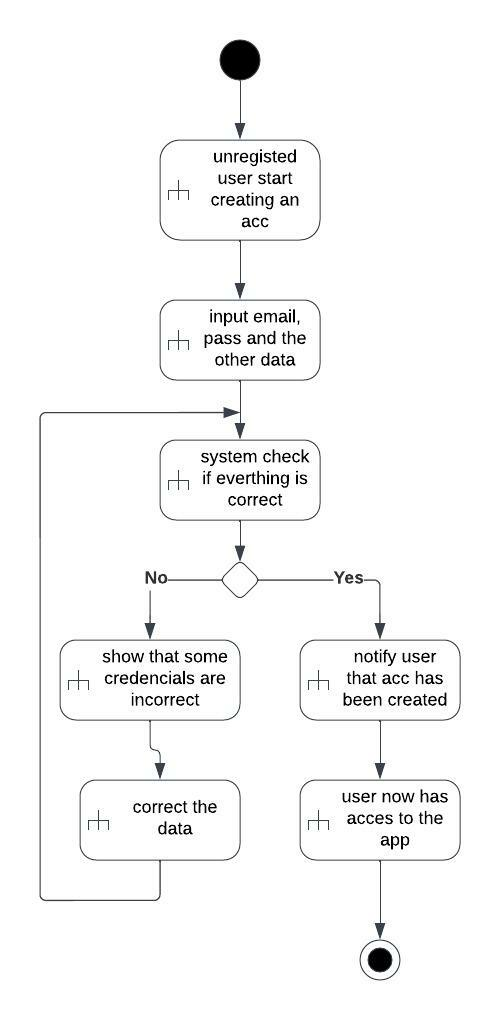 unregisted
user start
creating an
acc
input email,
pass and the
other data
system check
if everthing is
correct
No
Yes
show that some
credencials are
incorrect
notify user
that acc has
been created
correct the
data
user now has
acces to the
app